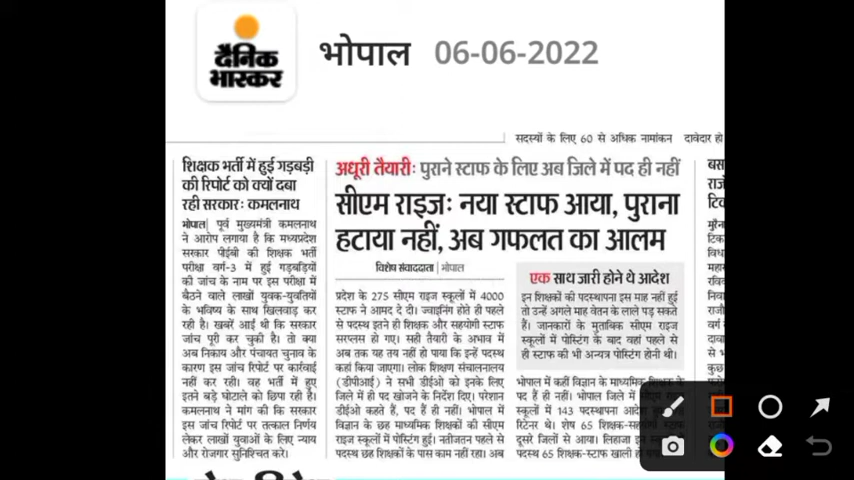 दैनिक
भास्कर
भोपाल 06-06-2022
सदस्यों के लिए 60 से अधिक नामांकन दावेदार हो
शिक्षक भर्ती में हुई गड़बड़ी
की रिपोर्ट को क्यों दबा
रही सरकार: कमलनाथ
भोपाल| पूर्व मुख्यमंत्री कमलनाथ
ने आरोप लगाया है कि मध्यप्रदेश
सरकार पीईबी की शिक्षक भर्ती
परीक्षा वर्ग-3 में हुई गड़बड़ियों
की जांच के नाम पर इस परीक्षा में
बैठने वाले लाखों युवक-युवतियों
के भविष्य के साथ खिलवाड़ कर
रही है। खबरें आईं थी कि सरकार
जांच पूरी कर चुकी है। तो क्या
अब निकाय और पंचायत चुनाव के
कारण इस जांच रिपोर्ट पर कार्रवाई
नहीं कर रही। वह भर्ती में हुए
इतने बड़े घोटाले को छिपा रही है।
कमलनाथ ने मांग की कि सरकार
इस जांच रिपोर्ट पर तत्काल निर्णय
लेकर लाखों युवाओं के लिए न्याय
और रोजगार सुनिश्चित करे।
अधूरी तैयारी: पुराने स्टाफ के लिए अब जिले में पद ही नहीं
सीएम राइज: नया स्टाफ आया, पुराना
हटाया नहीं, अब गफलत का आलम
विशेष संवाददाता | भोपाल
प्रदेश के 275 सीएम राइज स्कूलों में 4000
स्टाफ ने आमद दे दी। ज्वाइनिंग होते ही पहले
से पदस्थ इतने ही शिक्षक और सहयोगी स्टाफ
सरप्लस हो गए। सही तैयारी के अभाव में
अब तक यह तय नहीं हो पाया कि इन्हें पदस्थ
कहां किया जाएगा। लोक शिक्षण संचालनालय
(डीपीआई) ने सभी डीईओ को इनके लिए
जिले में ही पद खोजने के निर्देश दिए। परेशान
डीईओ कहते हैं, पद हैं ही नहीं। भोपाल में
विज्ञान के छह माध्यमिक शिक्षकों की सीएम
राइज स्कूलों में पोस्टिंग हुई। नतीजतन पहले से
पदस्थ छह शिक्षकों के पास काम नहीं रहा। अब
एक साथ जारी होने थे आदेश
इन शिक्षकों की पदस्थापना इस माह नहीं हुई
तो उन्हें अगले माह वेतन के लाले पड़ सकते
हैं। जानकारों के मुताबिक सीएम राइज
स्कूलों में पोस्टिंग के बाद वहां पहले से
ही स्टाफ की भी अन्यत्र पोस्टिंग होनी थी।
भोपाल में कहीं विज्ञान के माध्यमिक शिक्षक के
पद हैं ही नहीं। भोपाल जिले में सीएम
स्कूलों में 143 पदस्थापना आदेश
रिटेनर थे। शेष 65 शिक्षक-सहयोगी
दूसरे जिलों से आया। लिहाजा
पदस्थ 65 शिक्षक-स्टाफ खाली